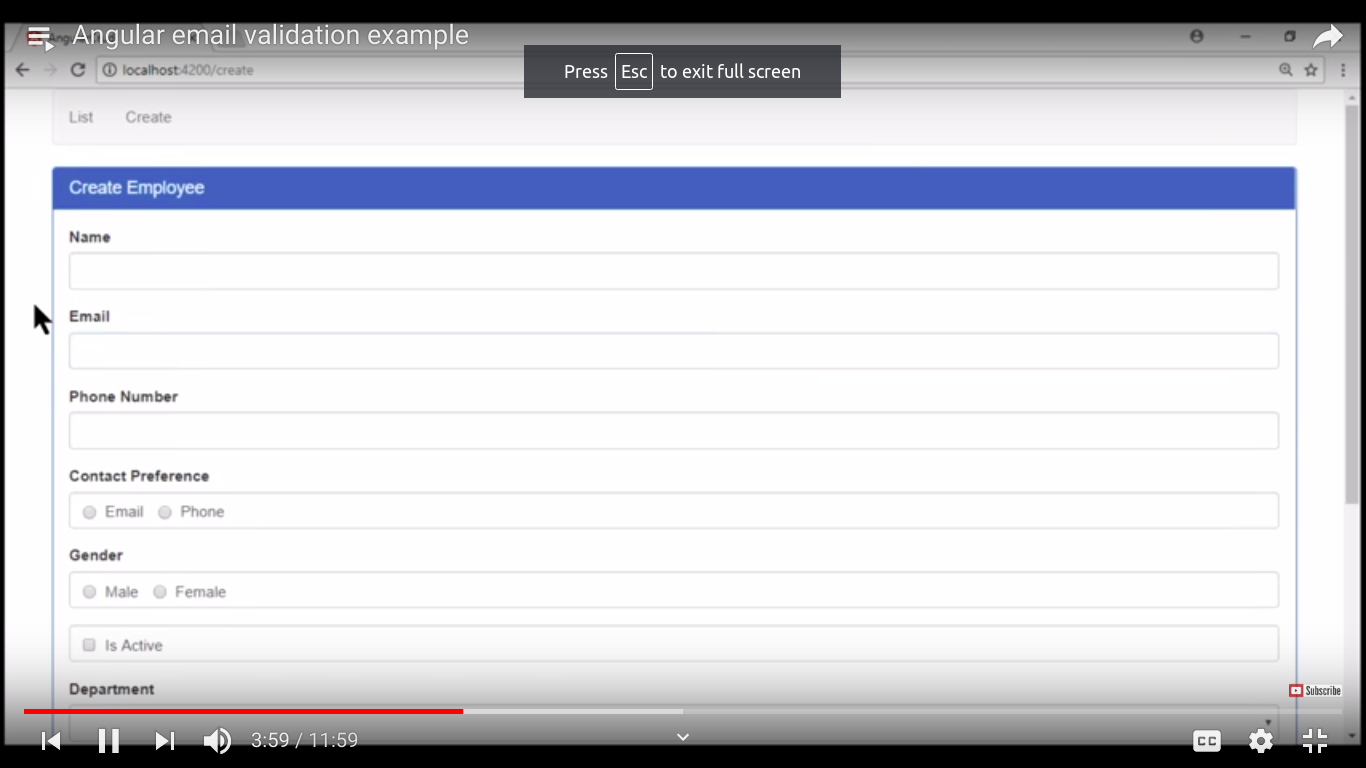 Angular email validation example
Press Esc to exit full screen
localhost:4200/create
List Create
Create Employee
Name
Email
Phone Number
Contact Preference
Email Phone
Gender
Male Female
Is Active
Department
Subscribe
3:59 / 11:59
CC